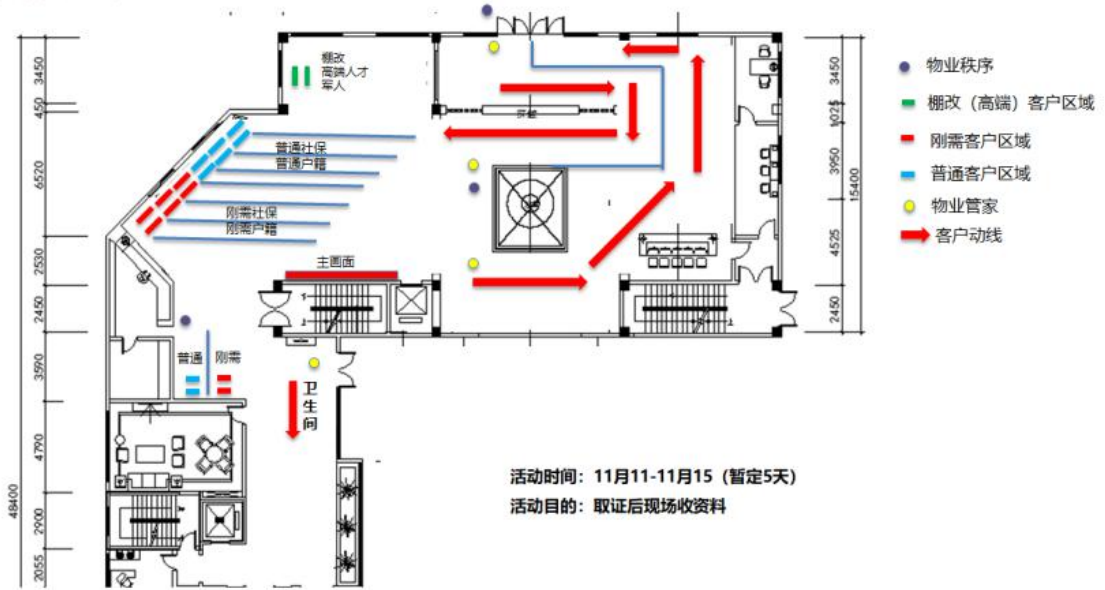 棚改
高端人才
军人
普通社保
普通户籍
刚需社保
刚需户籍
主画面
普通
刚需
卫生间
物业秩序
棚改（高端）客户区域
刚需客户区域
普通客户区域
物业管家
客户动线
活动时间：11月11-11月15（暂定5天）
活动目的：取证后现场收资料
3450
450
6520
2530
2450
3590
4790
2900
2055
48400
3450
1025
3950
4525
2450
15400